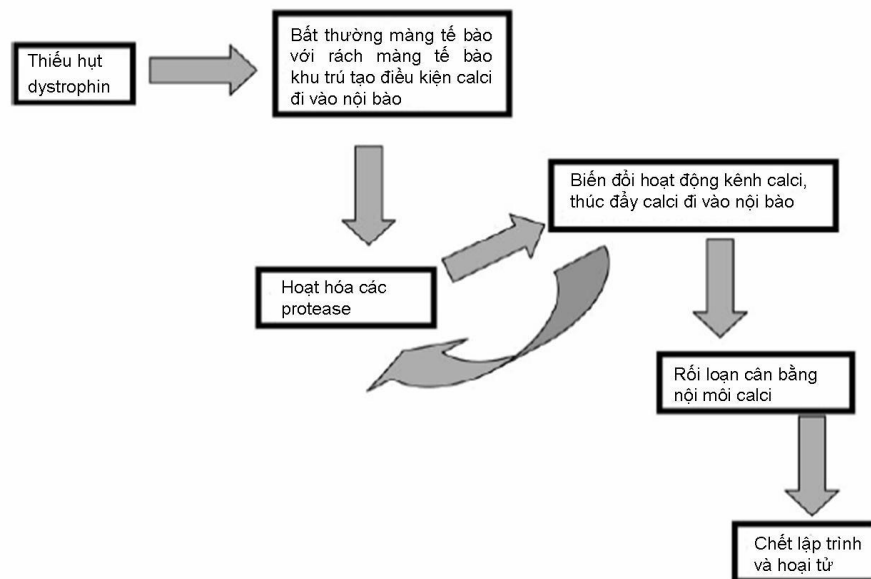 Thiếu hụt
dystrophin
Bất thường màng tế bào
với rách màng tế bào
khu trú tạo điều kiện calci
đi vào nội bào
Biến đổi hoạt động kênh calci,
thúc đẩy calci đi vào nội bào
Hoạt hóa các
protease
Rối loạn cân bằng
nội môi calci
Chết lập trình
và hoại tử